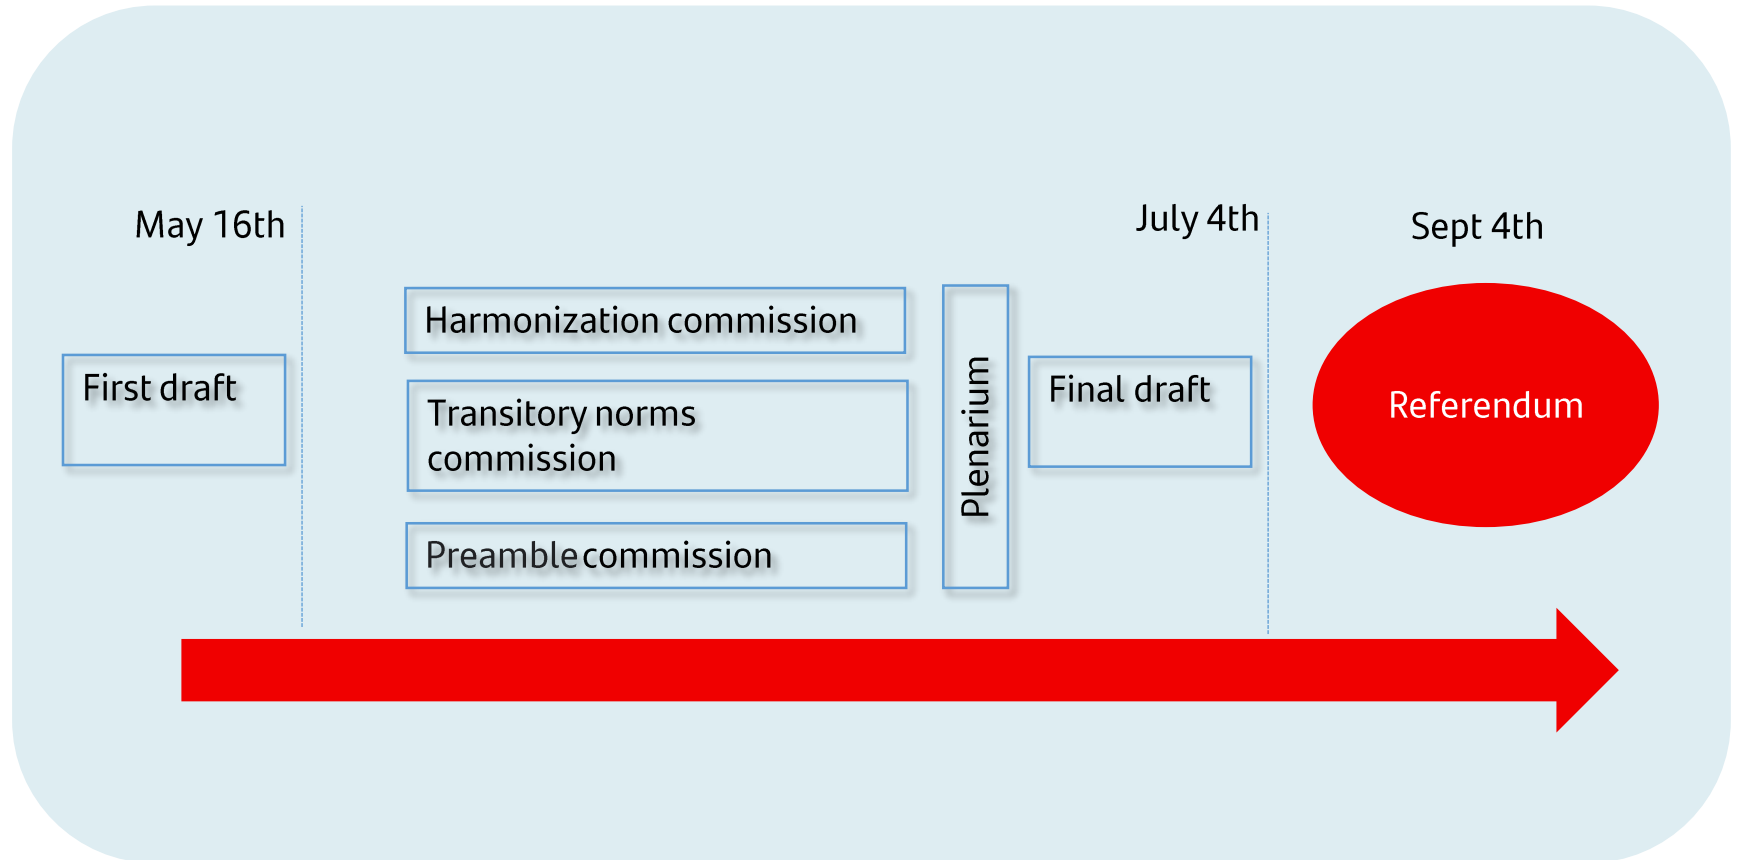 May 16th
July 4th
Sept 4th
First draft
Harmonization commission
Transitory norms
commission
Preamble commission
Plenarium
Final draft
Referendum